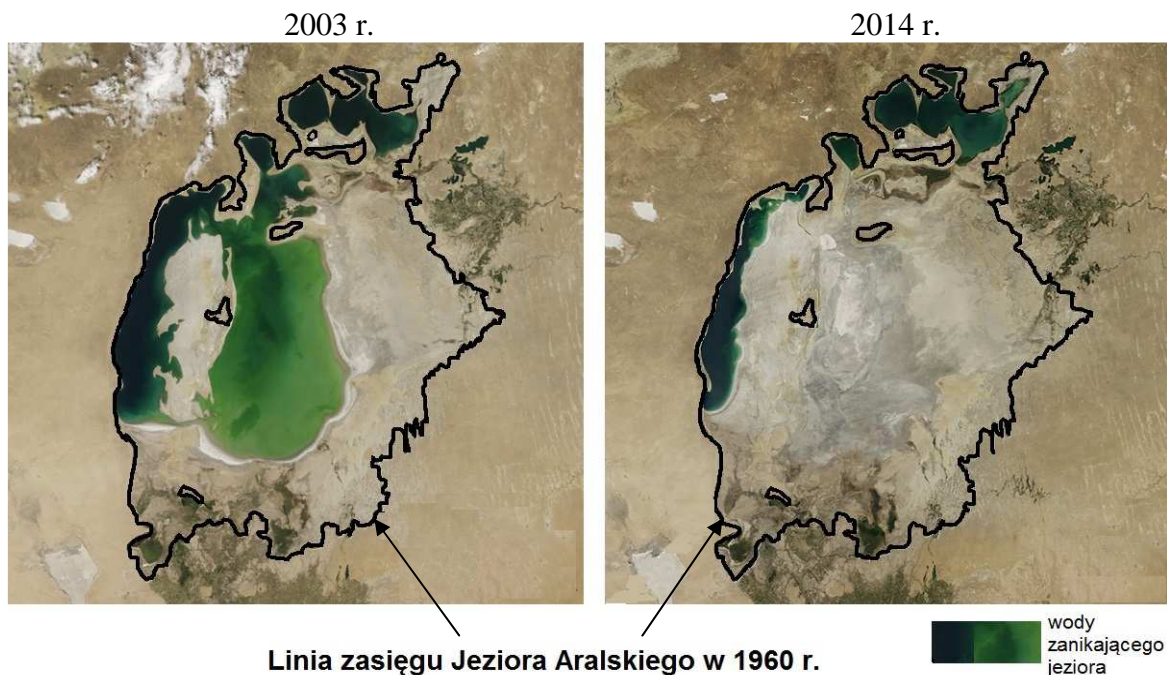 2003 r.
2014 r.
Linia zasięgu Jeziora Aralskiego w 1960 r.
wody
zanikającego
jeziora